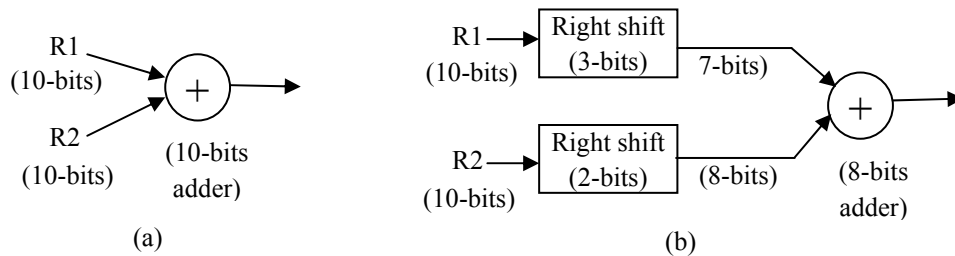 R1
(10-bits)
+
R2
(10-bits)
(10-bits
adder)
(a)
R1
(10-bits)
Right shift
(3-bits)
7-bits)
+
R2
(10-bits)
Right shift
(2-bits)
(8-bits)
(8-bits
adder)
(b)